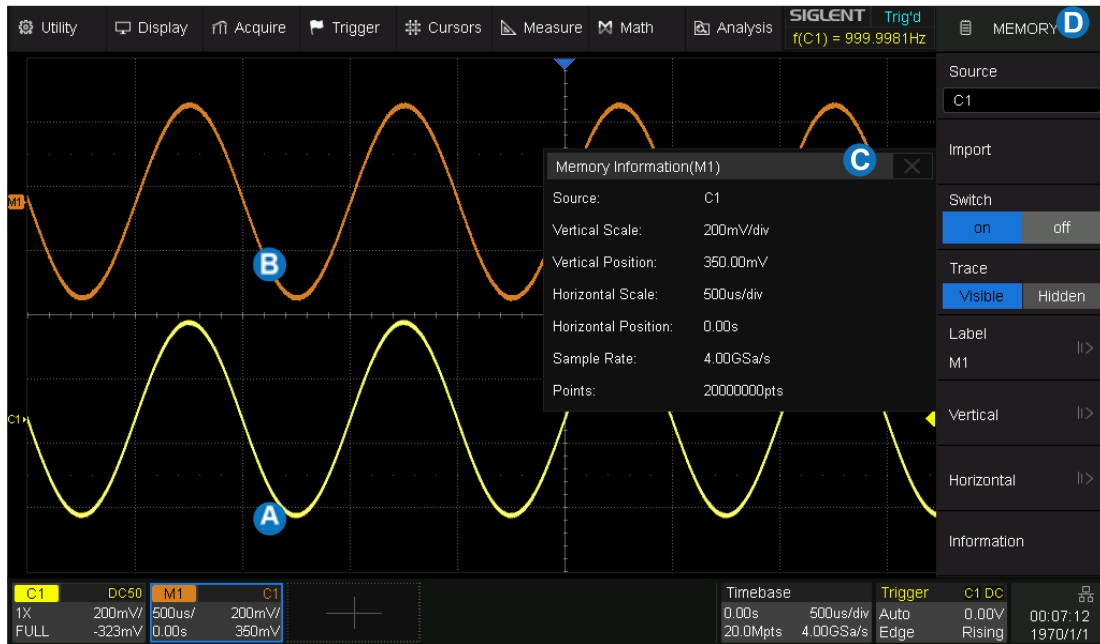 Utility Display Acquire Trigger Cursors Measure Math Analysis
SIGLENT Trig'd
f(C1) = 999.9981Hz
MEMORY D
Source
C1
Import
Switch
on off
Trace
Visible Hidden
Label
M1
Vertical
Horizontal
Information
M1
B
C1
A
C
Memory Information(M1)
Source: C1
Vertical Scale: 200mV/div
Vertical Position: 350.00mV
Horizontal Scale: 500us/div
Horizontal Position: 0.00s
Sample Rate: 4.00GSa/s
Points: 20000000pts
C1 DC50
1X 200mV/
FULL -323mV
M1 C1
500us/ 200mV/
0.00s 350mV
Timebase
0.00s 500us/div
20.0Mpts 4.00GSa/s
Trigger C1 DC
Auto 0.00V
Edge Rising
00:07:12
1970/1/1